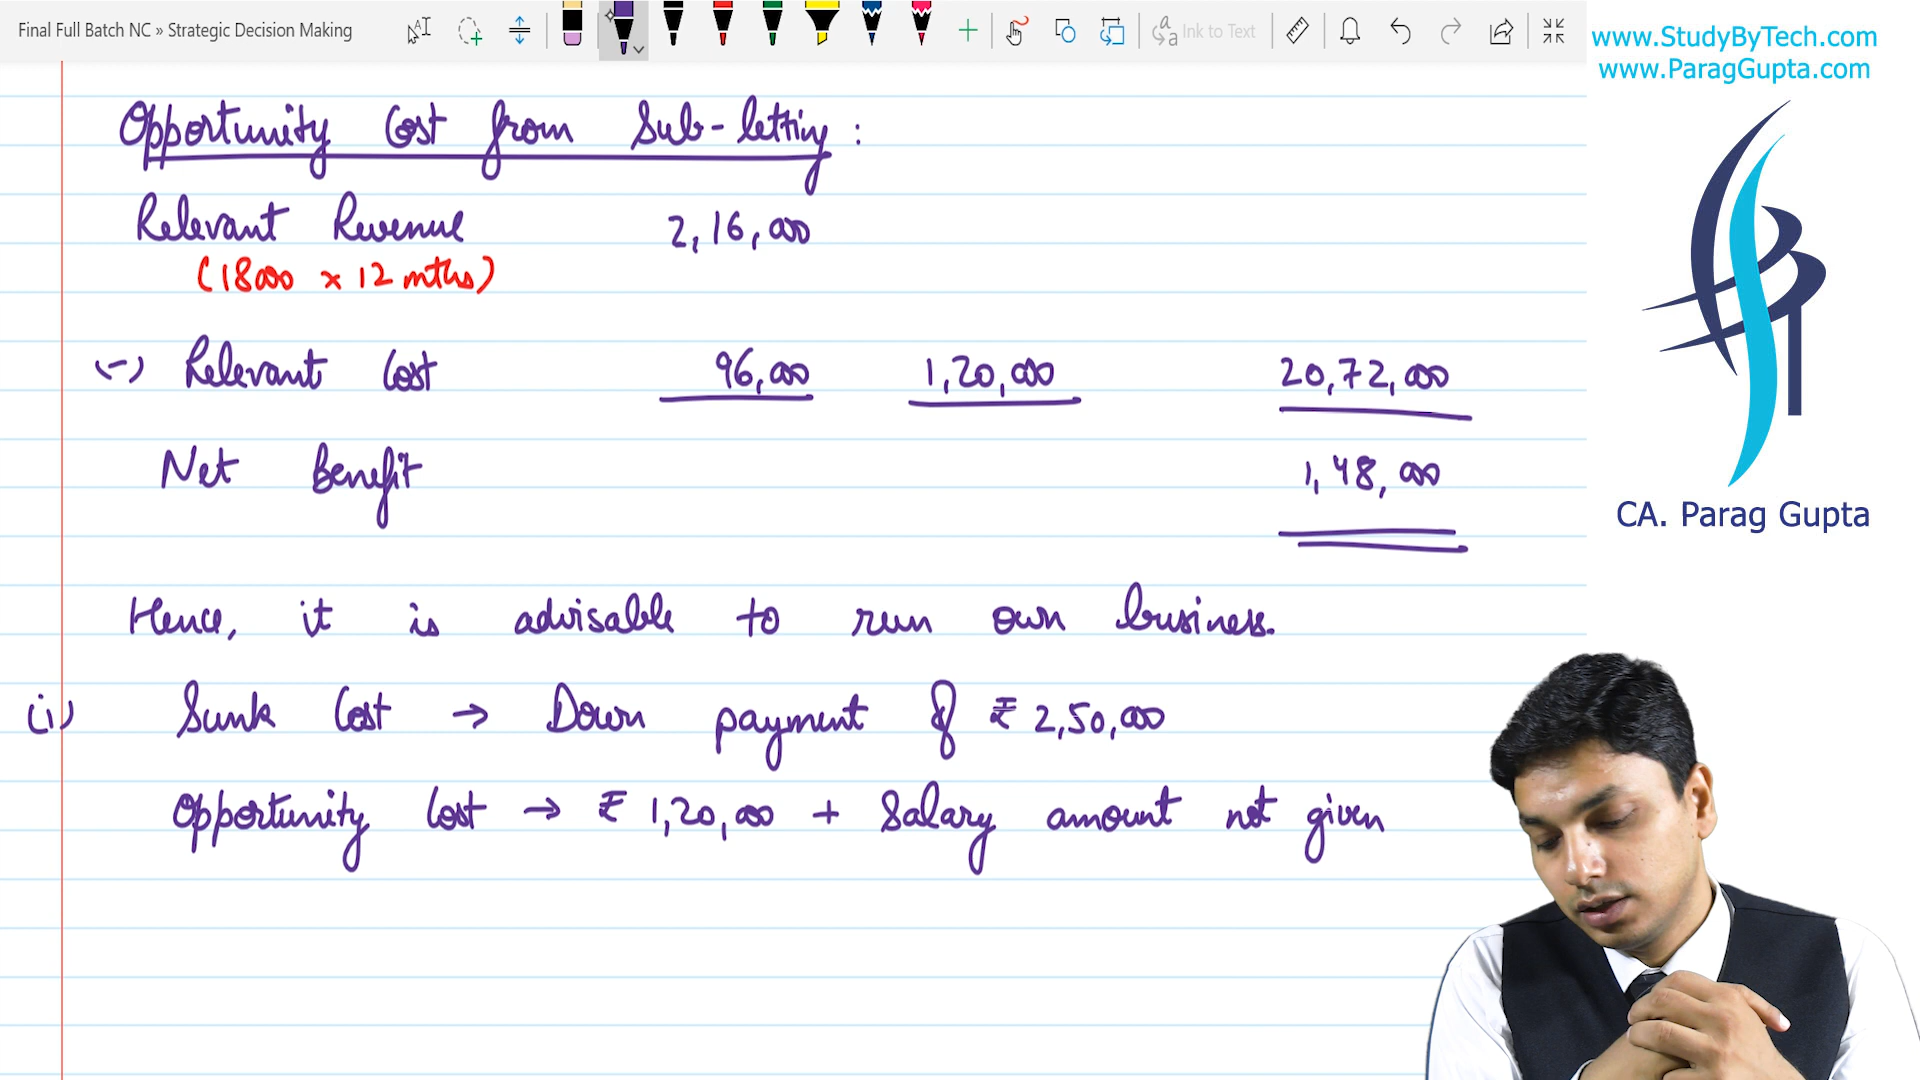 Final Full Batch NC » Strategic Decision Making
Ink to Text
www.StudyByTech.com
www.ParagGupta.com
Opportunity Cost from Sub-letting :
Relevant Revenue 2,16,000
(18000 x 12 mths)
(-) Relevant Cost 96,000 1,20,000 20,72,000
Net Benefit 1,48,000
CA. Parag Gupta
Hence, it is advisable to run own business.
(i) Sunk Cost → Down payment of ₹ 2,50,000
Opportunity Cost → ₹ 1,20,000 + Salary amount not given